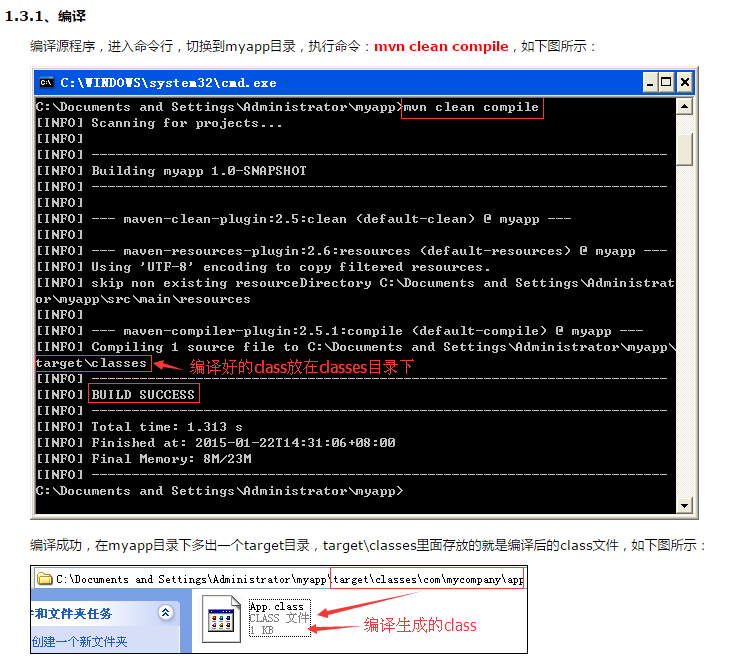 1.3.1、编译
编译源程序，进入命令行，切换到myapp目录，执行命令：mvn clean compile，如下图所示：
C:\WINDOWS\system32\cmd.exe
C:\Documents and Settings\Administrator\myapp>mvn clean compile
[INFO] Scanning for projects...
[INFO]
[INFO] ------------------------------------------------------------------------
[INFO] Building myapp 1.0-SNAPSHOT
[INFO] ------------------------------------------------------------------------
[INFO]
[INFO] --- maven-clean-plugin:2.5:clean (default-clean) @ myapp ---
[INFO]
[INFO] --- maven-resources-plugin:2.6:resources (default-resources) @ myapp ---
[INFO] Using 'UTF-8' encoding to copy filtered resources.
[INFO] skip non existing resourceDirectory C:\Documents and Settings\Administrat
or\myapp\src\main\resources
[INFO]
[INFO] --- maven-compiler-plugin:2.5.1:compile (default-compile) @ myapp ---
[INFO] Compiling 1 source file to C:\Documents and Settings\Administrator\myapp\
target\classes 编译好的class放在classes目录下
[INFO] ------------------------------------------------------------------------
[INFO] BUILD SUCCESS
[INFO] ------------------------------------------------------------------------
[INFO] Total time: 1.313 s
[INFO] Finished at: 2015-01-22T14:31:06+08:00
[INFO] Final Memory: 8M/23M
[INFO] ------------------------------------------------------------------------
C:\Documents and Settings\Administrator\myapp>
编译成功，在myapp目录下多出一个target目录，target\classes里面存放的就是编译后的class文件，如下图所示：
C:\Documents and Settings\Administrator\myapp\target\classes\com\mycompany\app
和文件夹任务
创建一个新文件夹
App.class
CLASS 文件
1 KB
编译生成的class